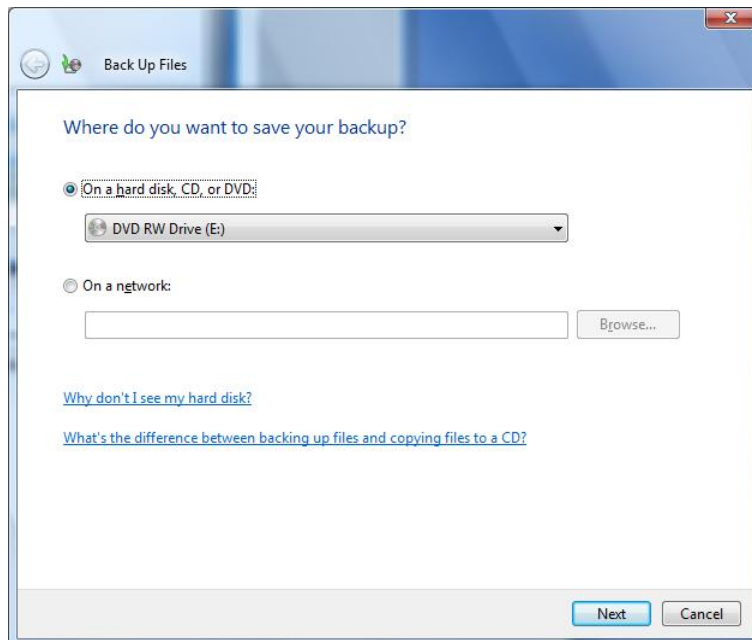 Back Up Files
Where do you want to save your backup?
On a hard disk, CD, or DVD:
DVD RW Drive (E:)
On a network:
Browse...
Why don't I see my hard disk?
What's the difference between backing up files and copying files to a CD?
Next Cancel